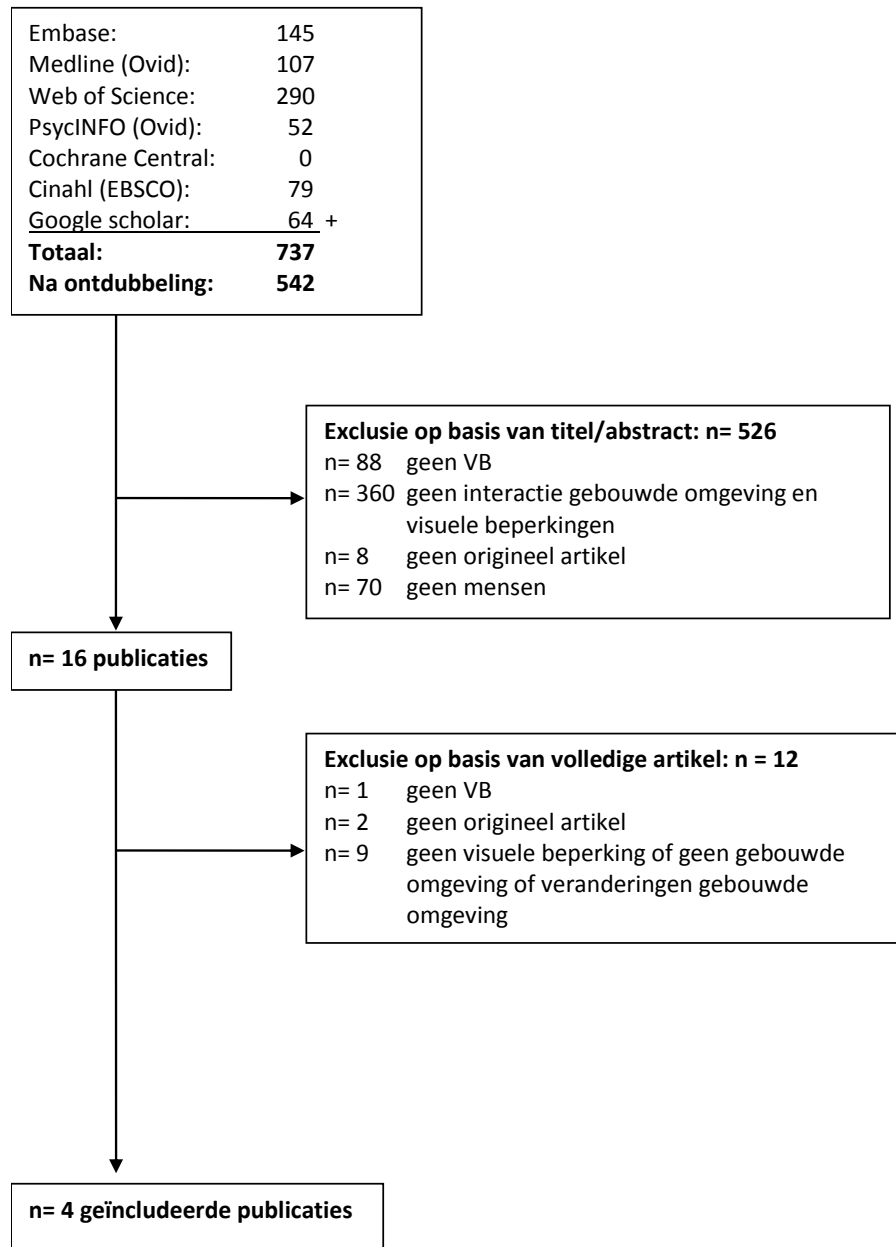 Embase: 145
Medline (Ovid): 107
Web of Science: 290
PsycINFO (Ovid): 52
Cochrane Central: 0
Cinahl (EBSCO): 79
Google scholar: 64 +
Totaal: 737
Na ontdubbeling: 542
Exclusie op basis van titel/abstract: n= 526
n= 88 geen VB
n= 360 geen interactie gebouwde omgeving en
visuele beperkingen
n= 8 geen origineel artikel
n= 70 geen mensen
n= 16 publicaties
Exclusie op basis van volledige artikel: n = 12
n= 1 geen VB
n= 2 geen origineel artikel
n= 9 geen visuele beperking of geen gebouwde
omgeving of veranderingen gebouwde
omgeving
n= 4 geïncludeerde publicaties